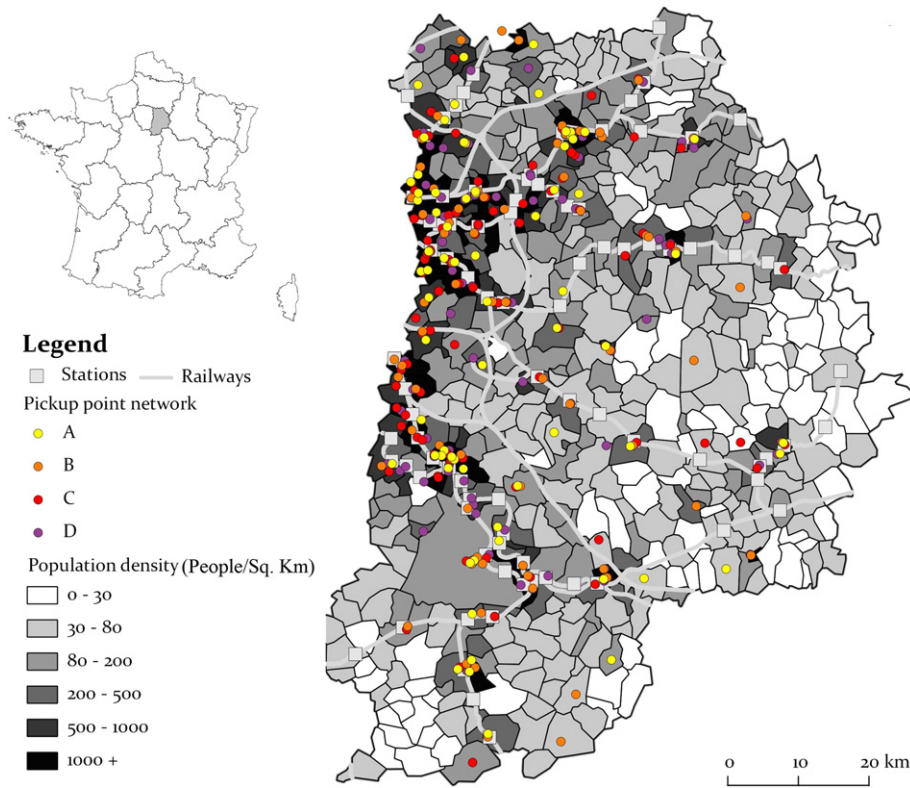 Legend
Stations Railways
Pickup point network
A
B
C
D
Population density (People/Sq. Km)
0 - 30
30 - 80
80 - 200
200 - 500
500 - 1000
1000 +
0 10 20 km